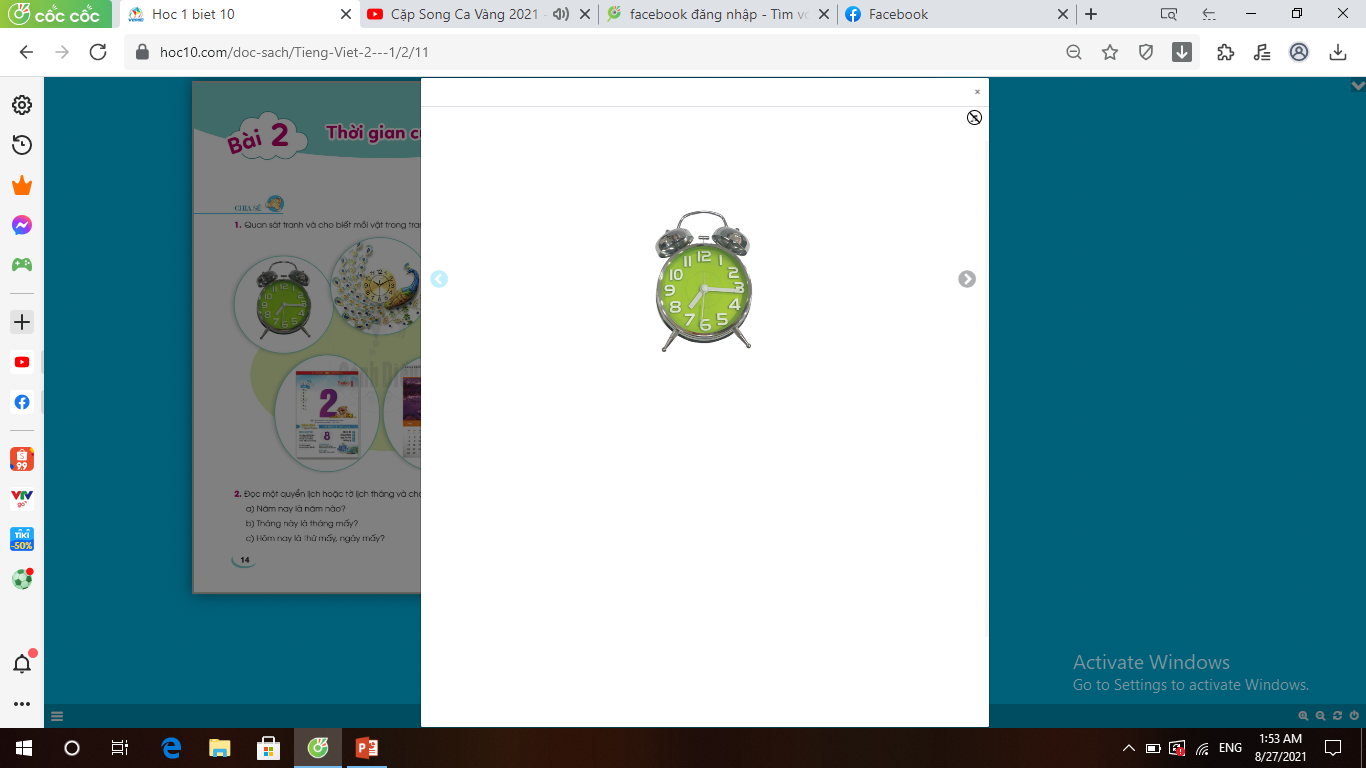 cốc cốc
Hoc 1 biet 10
Cặp Song Ca Vàng 2021 -
facebook đăng nhập - Tìm vớ
Facebook
hoc10.com/doc-sach/Tieng-Viet-2---1/2/11
Bài 2
Thời gian
CHIA SẺ
1. Quan sát tranh và cho biết mỗi vật trong
12
1
2
3
4
5
6
7
8
9
10
11
2
8
2. Đọc một quyển lịch hoặc tờ lịch tháng và
a) Năm nay là năm nào?
b) Tháng này là tháng mấy?
c) Hôm nay là thứ mấy, ngày mấy?
14
99
VTV
go
TIKI
-50%
Activate Windows
Go to Settings to activate Windows.
ENG
1:53 AM
8/27/2021